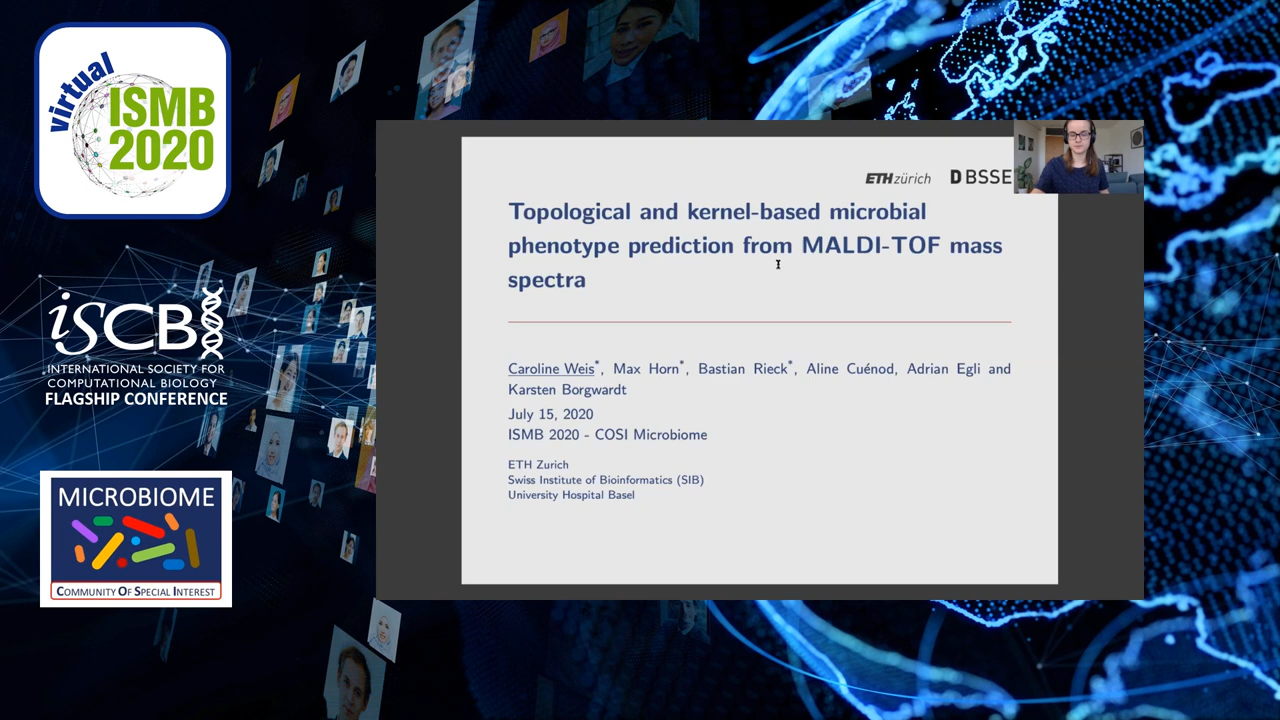 virtual
ISMB
2020
iSCB
INTERNATIONAL SOCIETY FOR
COMPUTATIONAL BIOLOGY
FLAGSHIP CONFERENCE
MICROBIOME
COMMUNITY OF SPECIAL INTEREST
ETH zürich
D BSSE
Topological and kernel-based microbial
phenotype prediction from MALDI-TOF mass
spectra
Caroline Weis*, Max Horn*, Bastian Rieck*, Aline Cuénod, Adrian Egli and
Karsten Borgwardt
July 15, 2020
ISMB 2020 - COSI Microbiome
ETH Zurich
Swiss Institute of Bioinformatics (SIB)
University Hospital Basel